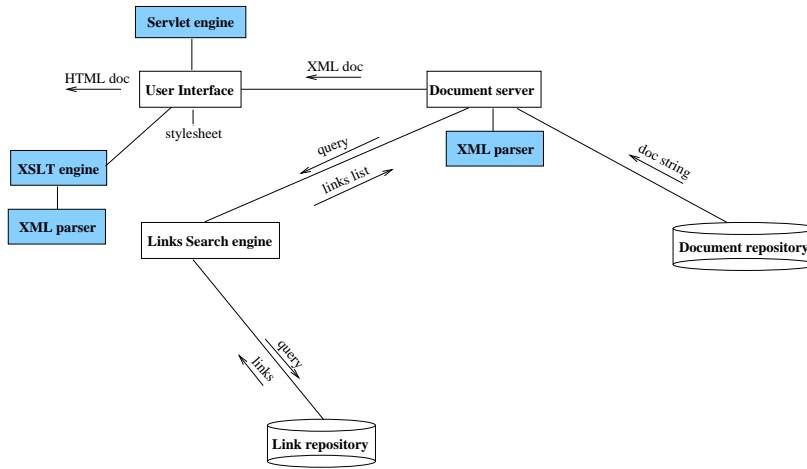 Servlet engine
HTML doc
XML doc
User Interface
Document server
stylesheet
query
XML parser
doc string
XSLT engine
links list
XML parser
Links Search engine
Document repository
query
links
Link repository